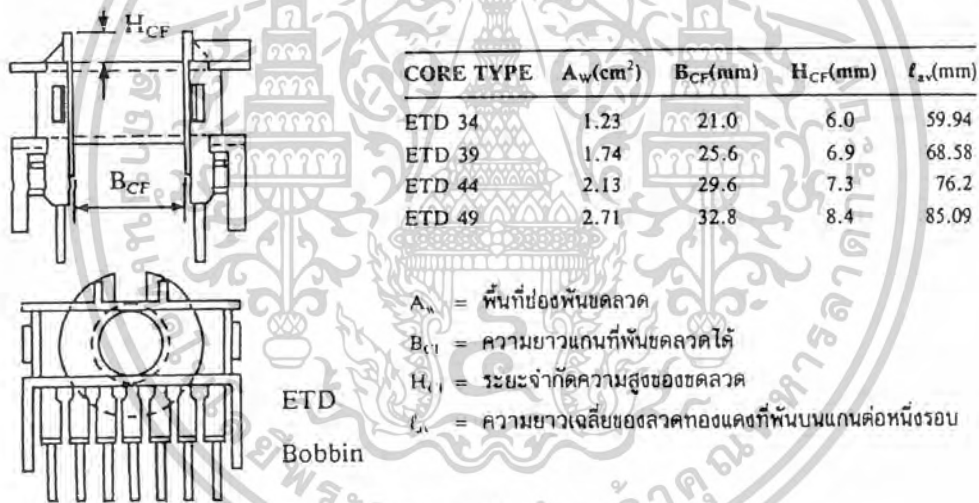 H_CF
B_CF
CORE TYPE A_W(cm²) B_CF(mm) H_CF(mm) ℓ_av(mm)
ETD 34 1.23 21.0 6.0 59.94
ETD 39 1.74 25.6 6.9 68.58
ETD 44 2.13 29.6 7.3 76.2
ETD 49 2.71 32.8 8.4 85.09
A_w = พื้นที่ช่องพันขดลวด
B_CF = ความยาวแกนที่พันขดลวดได้
H_CF = ระยะจำกัดความสูงของขดลวด
ℓ_av = ความยาวเฉลี่ยของลวดทองแดงที่พันบนแกนต่อหนึ่งรอบ
ETD
Bobbin